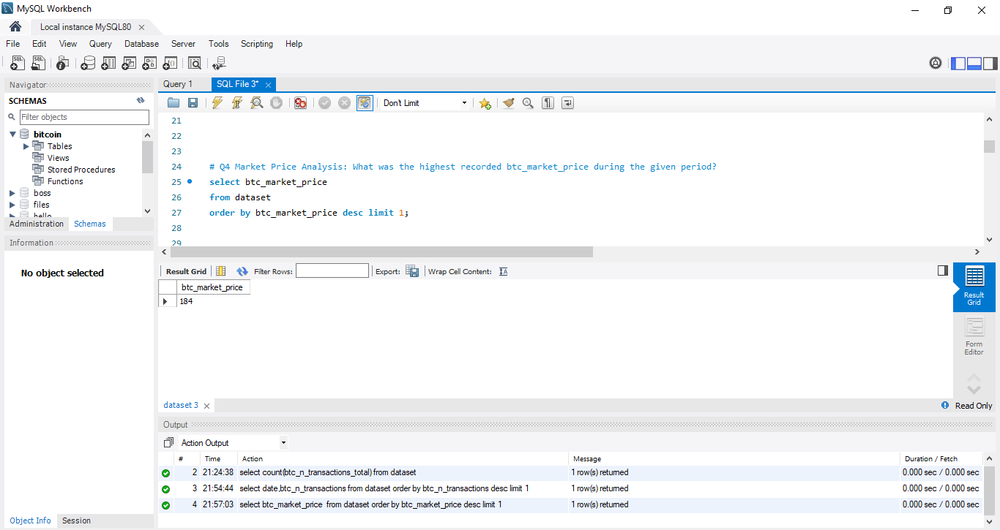 MySQL Workbench
Local instance MySQL80
File Edit View Query Database Server Tools Scripting Help
Navigator
SCHEMAS
Filter objects
bitcoin
Tables
Views
Stored Procedures
Functions
boss
files
hello
Administration Schemas
Information
No object selected
Object Info Session
Query 1 SQL File 3*
Don't Limit
21
22
23
24 # Q4 Market Price Analysis: What was the highest recorded btc_market_price during the given period?
25 select btc_market_price
26 from dataset
27 order by btc_market_price desc limit 1;
28
29
Result Grid Filter Rows: Export: Wrap Cell Content:
btc_market_price
184
Result Grid
Form Editor
dataset 3 Read Only
Output
Action Output
# Time Action Message Duration / Fetch
2 21:24:38 select count(btc_n_transactions_total) from dataset 1 row(s) returned 0.000 sec / 0.000 sec
3 21:54:44 select date,btc_n_transactions from dataset order by btc_n_transactions desc limit 1 1 row(s) returned 0.000 sec / 0.000 sec
4 21:57:03 select btc_market_price from dataset order by btc_market_price desc limit 1 1 row(s) returned 0.000 sec / 0.000 sec